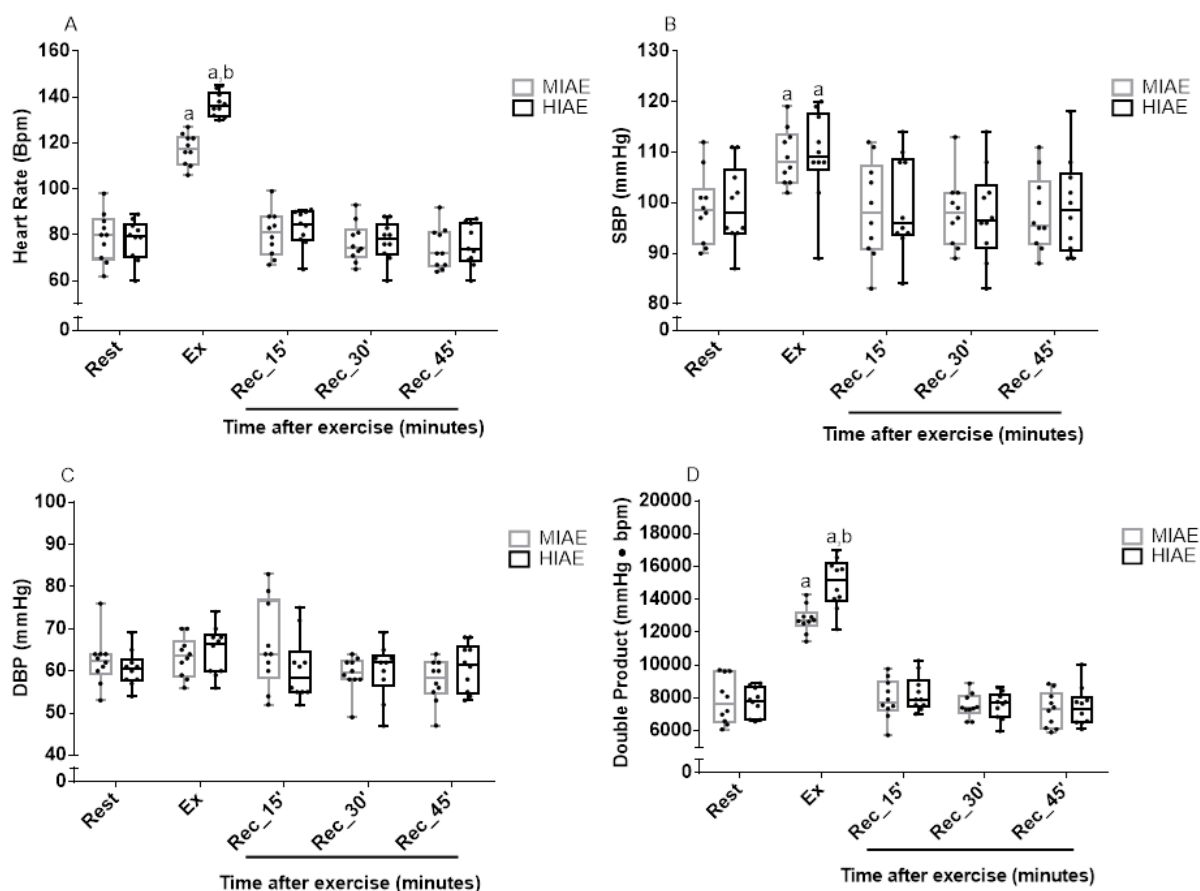 A
Heart Rate (Bpm)
160
140
120
100
80
60
0
a
a,b
MIAE
HIAE
Rest
Ex
Rec_15'
Rec_30'
Rec_45'
Time after exercise (minutes)
B
SBP (mmHg)
130
120
110
100
90
80
0
a
a
MIAE
HIAE
Rest
Ex
Rec_15'
Rec_30'
Rec_45'
Time after exercise (minutes)
C
DBP (mmHg)
100
90
80
70
60
50
40
0
MIAE
HIAE
Rest
Ex
Rec_15'
Rec_30'
Rec_45'
Time after exercise (minutes)
D
Double Product (mmHg • bpm)
20000
18000
16000
14000
12000
10000
8000
6000
0
a
a,b
MIAE
HIAE
Rest
Ex
Rec_15'
Rec_30'
Rec_45'
Time after exercise (minutes)